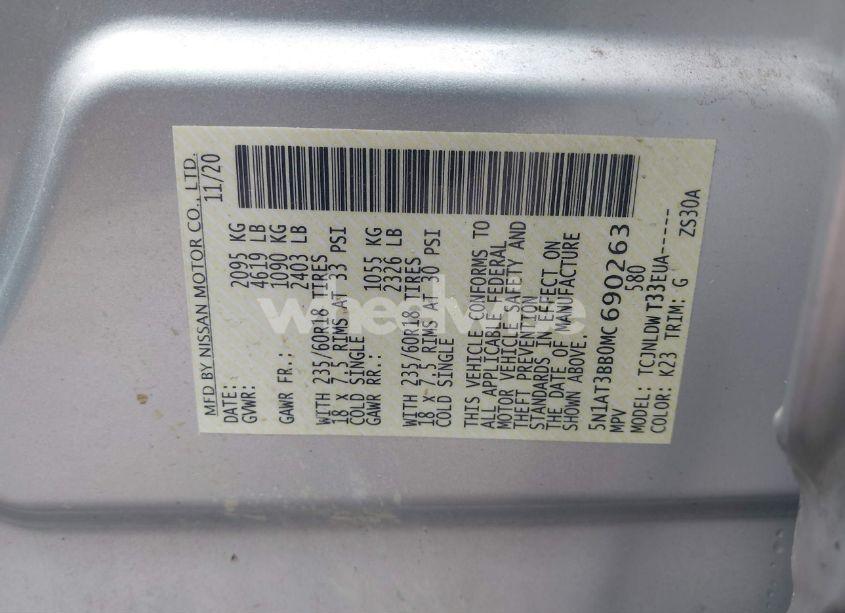 MFD BY NISSAN MOTOR CO., LTD.
DATE: 11/20
GVWR: 2095 KG
4619 LB
GAWR FR.: 1090 KG
2403 LB
WITH 235/60R18 TIRES
18 X 7.5 RIMS AT 33 PSI
COLD SINGLE
GAWR RR.: 1055 KG
2326 LB
WITH 235/60R18 TIRES
18 X 7.5 RIMS AT 30 PSI
COLD SINGLE
THIS VEHICLE CONFORMS TO
ALL APPLICABLE FEDERAL
MOTOR VEHICLE SAFETY AND
THEFT PREVENTION
STANDARDS IN EFFECT ON
THE DATE OF MANUFACTURE
SHOWN ABOVE.
5N1AT3BB0MC690263
MPV 580
MODEL: TCJNLDWT33EUA------
COLOR: K23 TRIM: G ZS30A
wheelwise